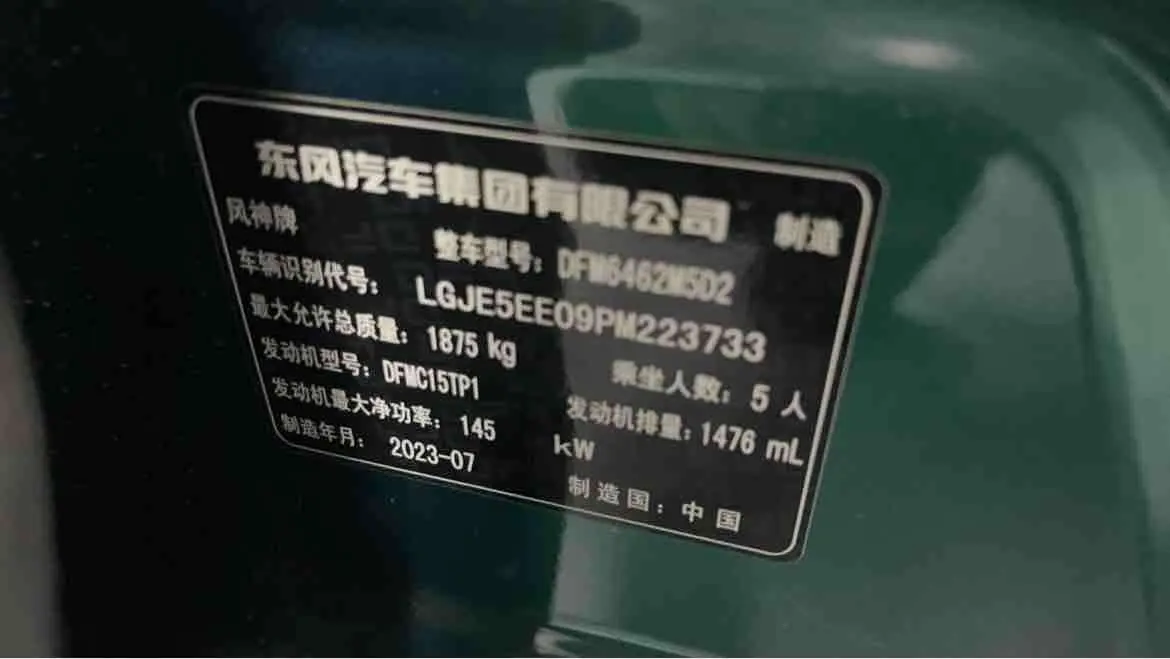 东风汽车集团有限公司 制造
风神牌 整车型号：DFM6462M5D2
车辆识别代号：LGJE5EE09PM223733
最大允许总质量：1875 kg 乘坐人数：5 人
发动机型号：DFMC15TP1 发动机排量：1476 mL
发动机最大净功率：145 kW
制造年月：2023-07 制造国：中国